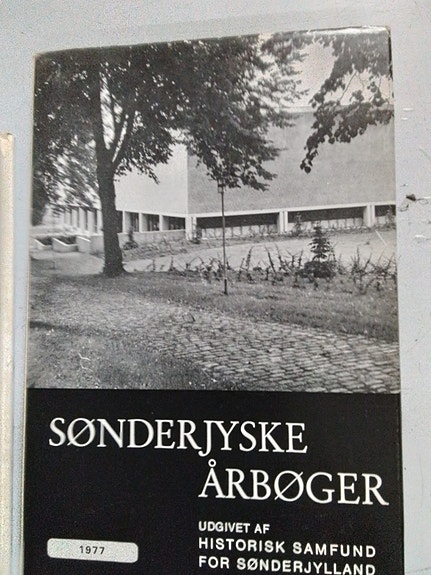 SØNDERJYSKE
ÅRBØGER
UDGIVET AF
HISTORISK SAMFUND
FOR SØNDERJYLLAND
1977